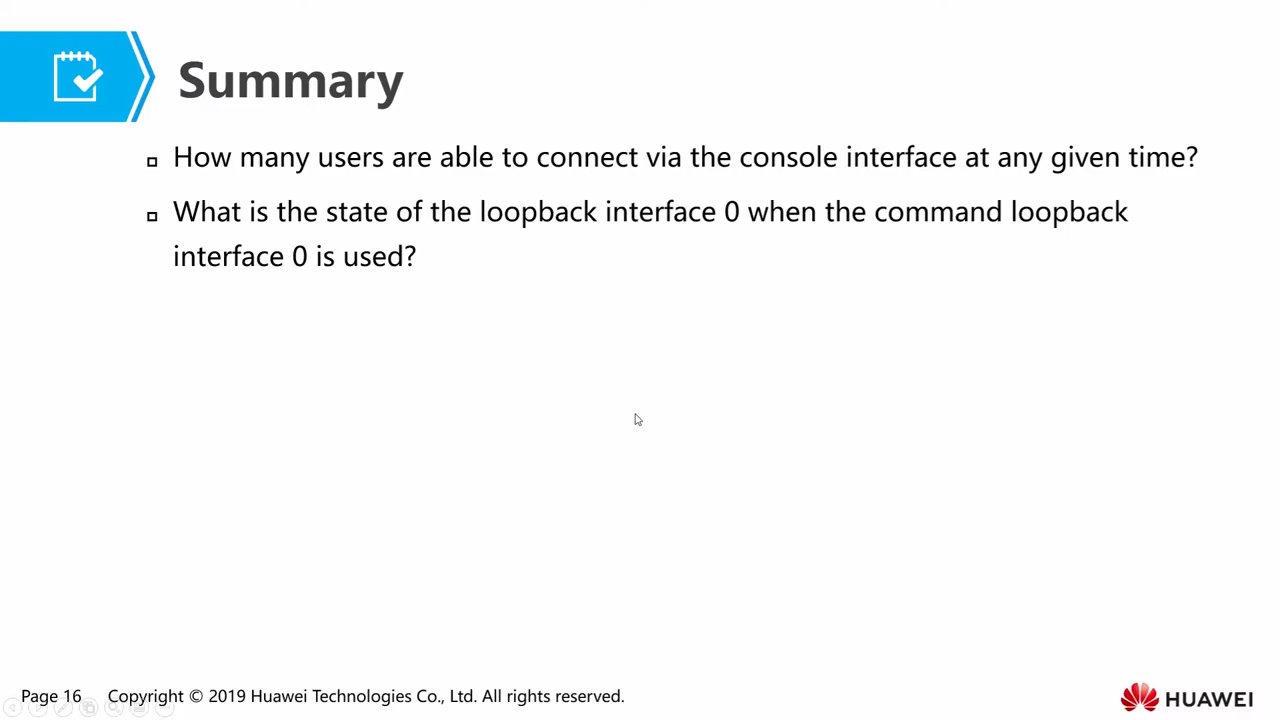 Summary
How many users are able to connect via the console interface at any given time?
What is the state of the loopback interface 0 when the command loopback
interface 0 is used?
Page 16 Copyright © 2019 Huawei Technologies Co., Ltd. All rights reserved.
HUAWEI